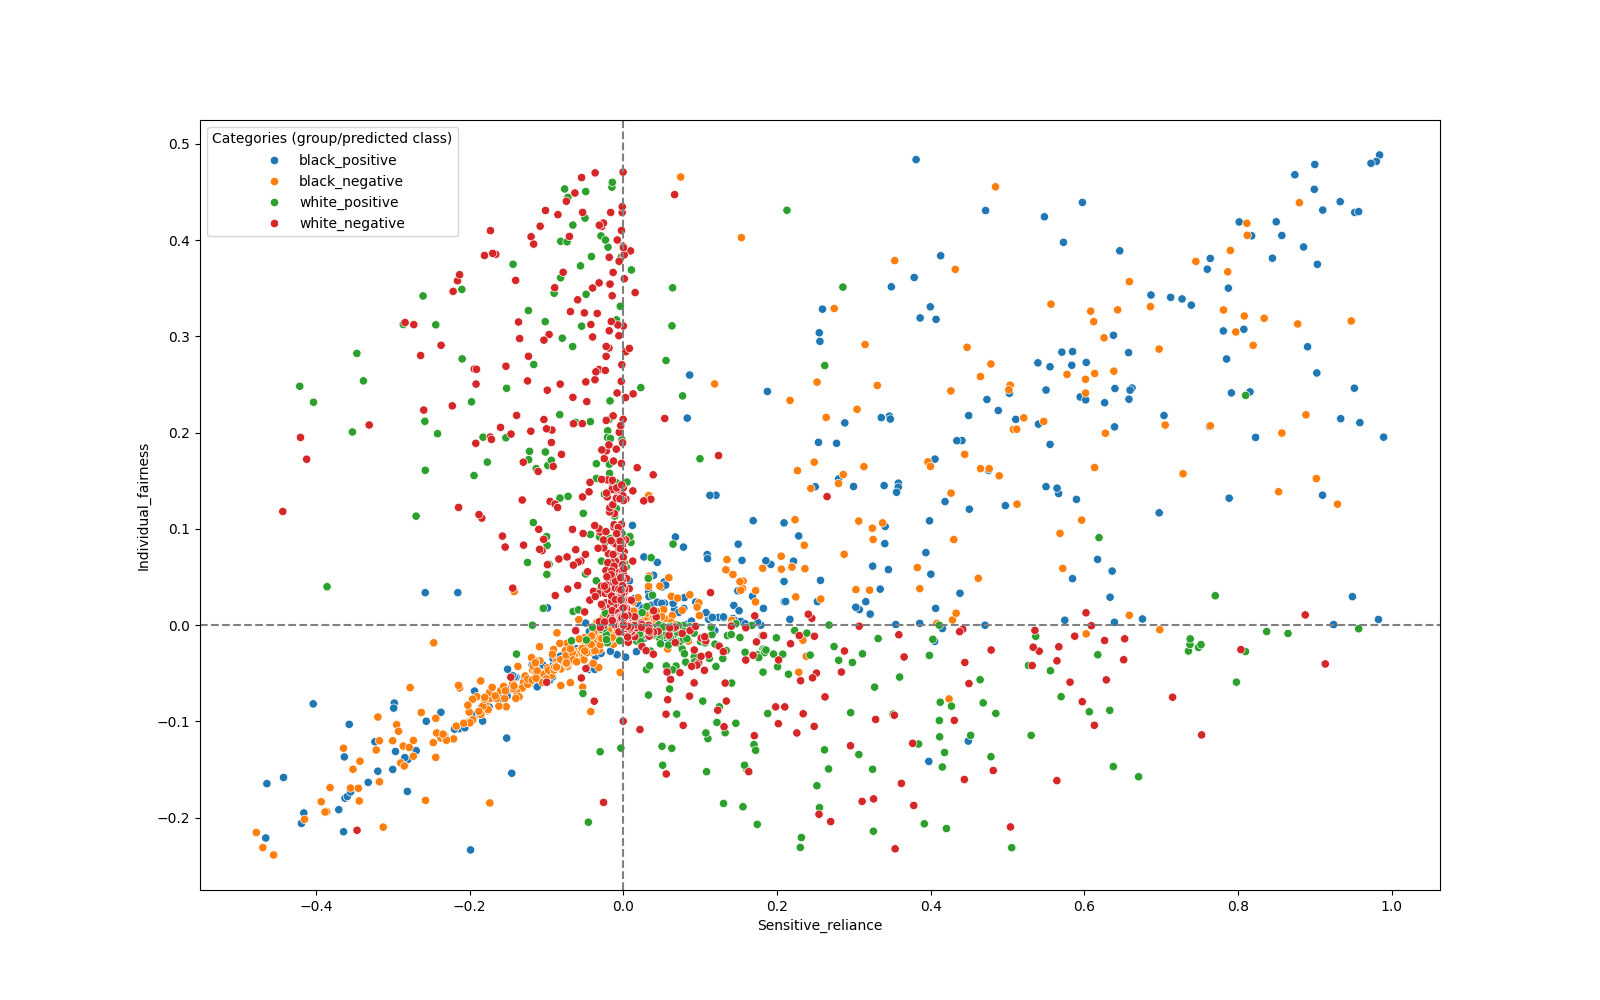 Categories (group/predicted class)
black_positive
black_negative
white_positive
white_negative
0.5
0.4
0.3
0.2
0.1
0.0
−0.1
−0.2
Individual_fairness
−0.4
−0.2
0.0
0.2
0.4
0.6
0.8
1.0
Sensitive_reliance